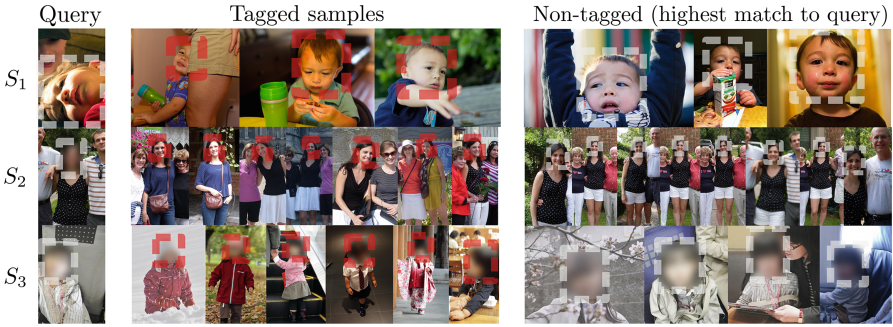 Query Tagged samples Non-tagged (highest match to query)
S1
S2
S3